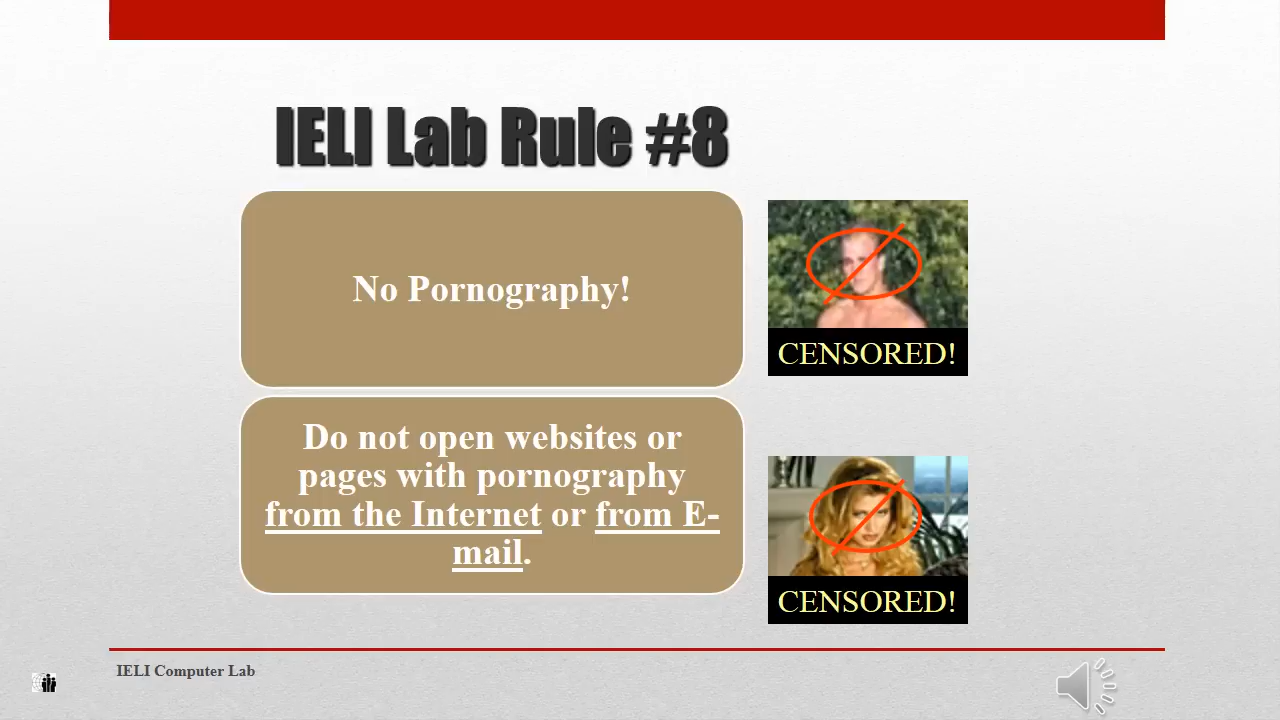 IELI Lab Rule #8
No Pornography!
CENSORED!
Do not open websites or
pages with pornography
from the Internet or from E-
mail.
CENSORED!
IELI Computer Lab